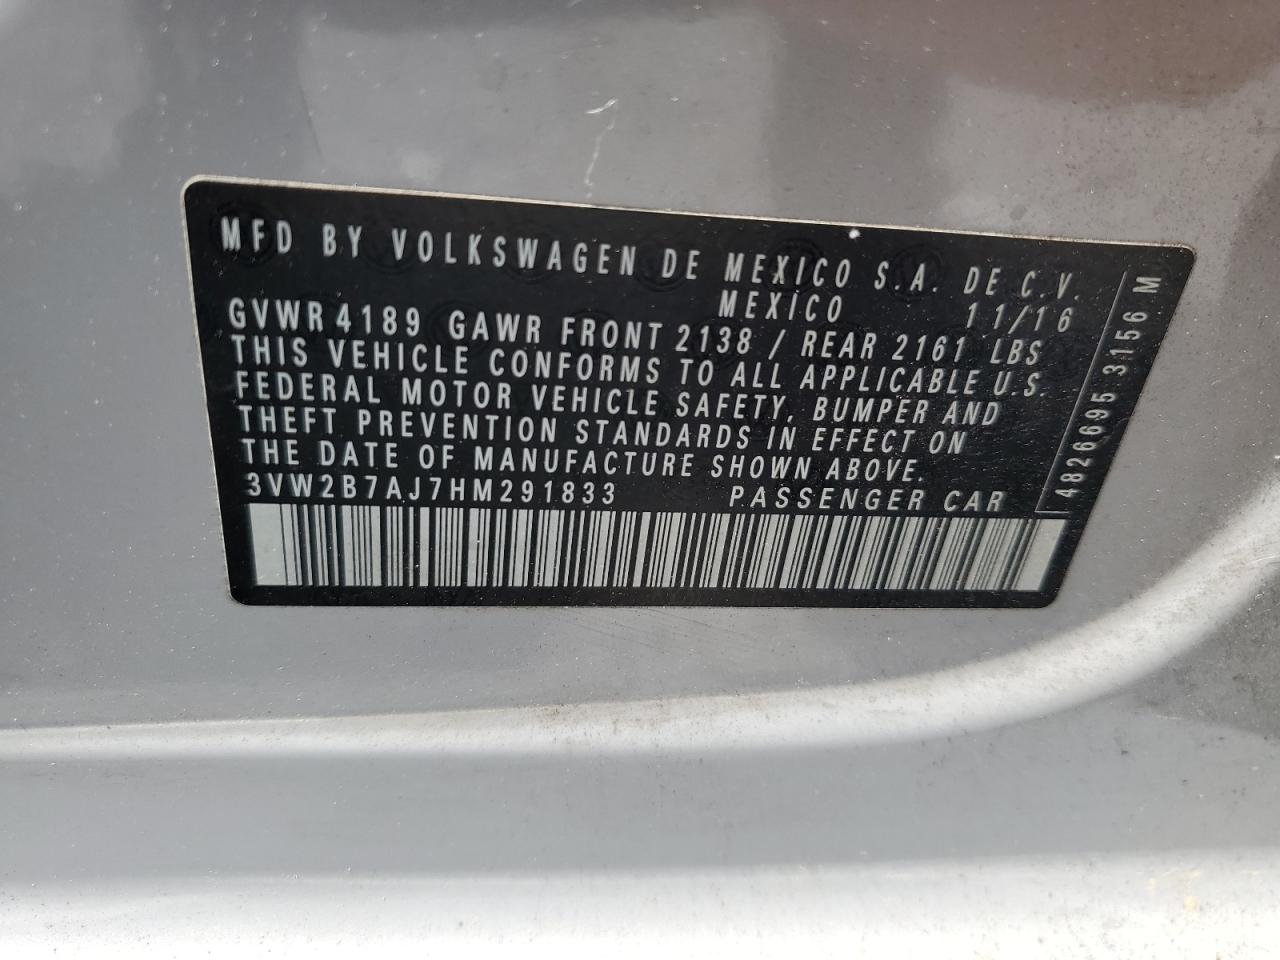 MFD BY VOLKSWAGEN DE MEXICO S.A. DE C.V.
MEXICO 11/16
GVWR 4189 GAWR FRONT 2138 / REAR 2161 LBS
THIS VEHICLE CONFORMS TO ALL APPLICABLE U.S.
FEDERAL MOTOR VEHICLE SAFETY, BUMPER AND
THEFT PREVENTION STANDARDS IN EFFECT ON
THE DATE OF MANUFACTURE SHOWN ABOVE.
3VW2B7AJ7HM291833 PASSENGER CAR
4826695 3156 M